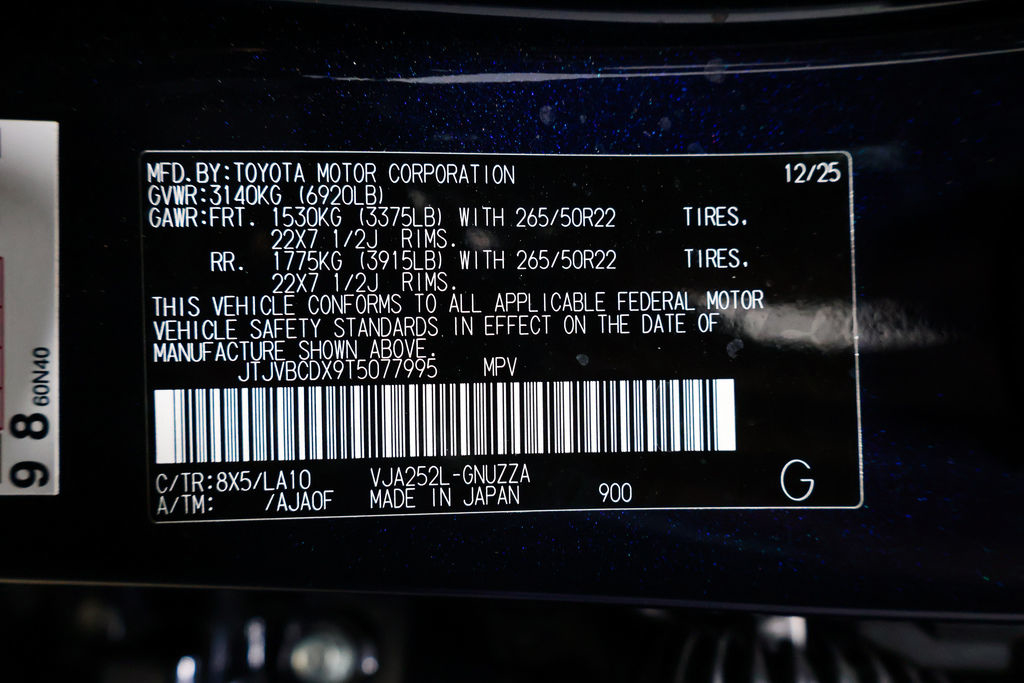 MFD.BY:TOYOTA MOTOR CORPORATION 12/25
GVWR:3140KG (6920LB)
GAWR:FRT. 1530KG (3375LB) WITH 265/50R22 TIRES.
22X7 1/2J RIMS.
RR. 1775KG (3915LB) WITH 265/50R22 TIRES.
22X7 1/2J RIMS.
THIS VEHICLE CONFORMS TO ALL APPLICABLE FEDERAL MOTOR
VEHICLE SAFETY STANDARDS IN EFFECT ON THE DATE OF
MANUFACTURE SHOWN ABOVE.
JTJVBCDX9T5077995 MPV
C/TR:8X5/LA10 VJA252L-GNUZZA
A/TM: /AJA0F MADE IN JAPAN 900 G
98 60N40